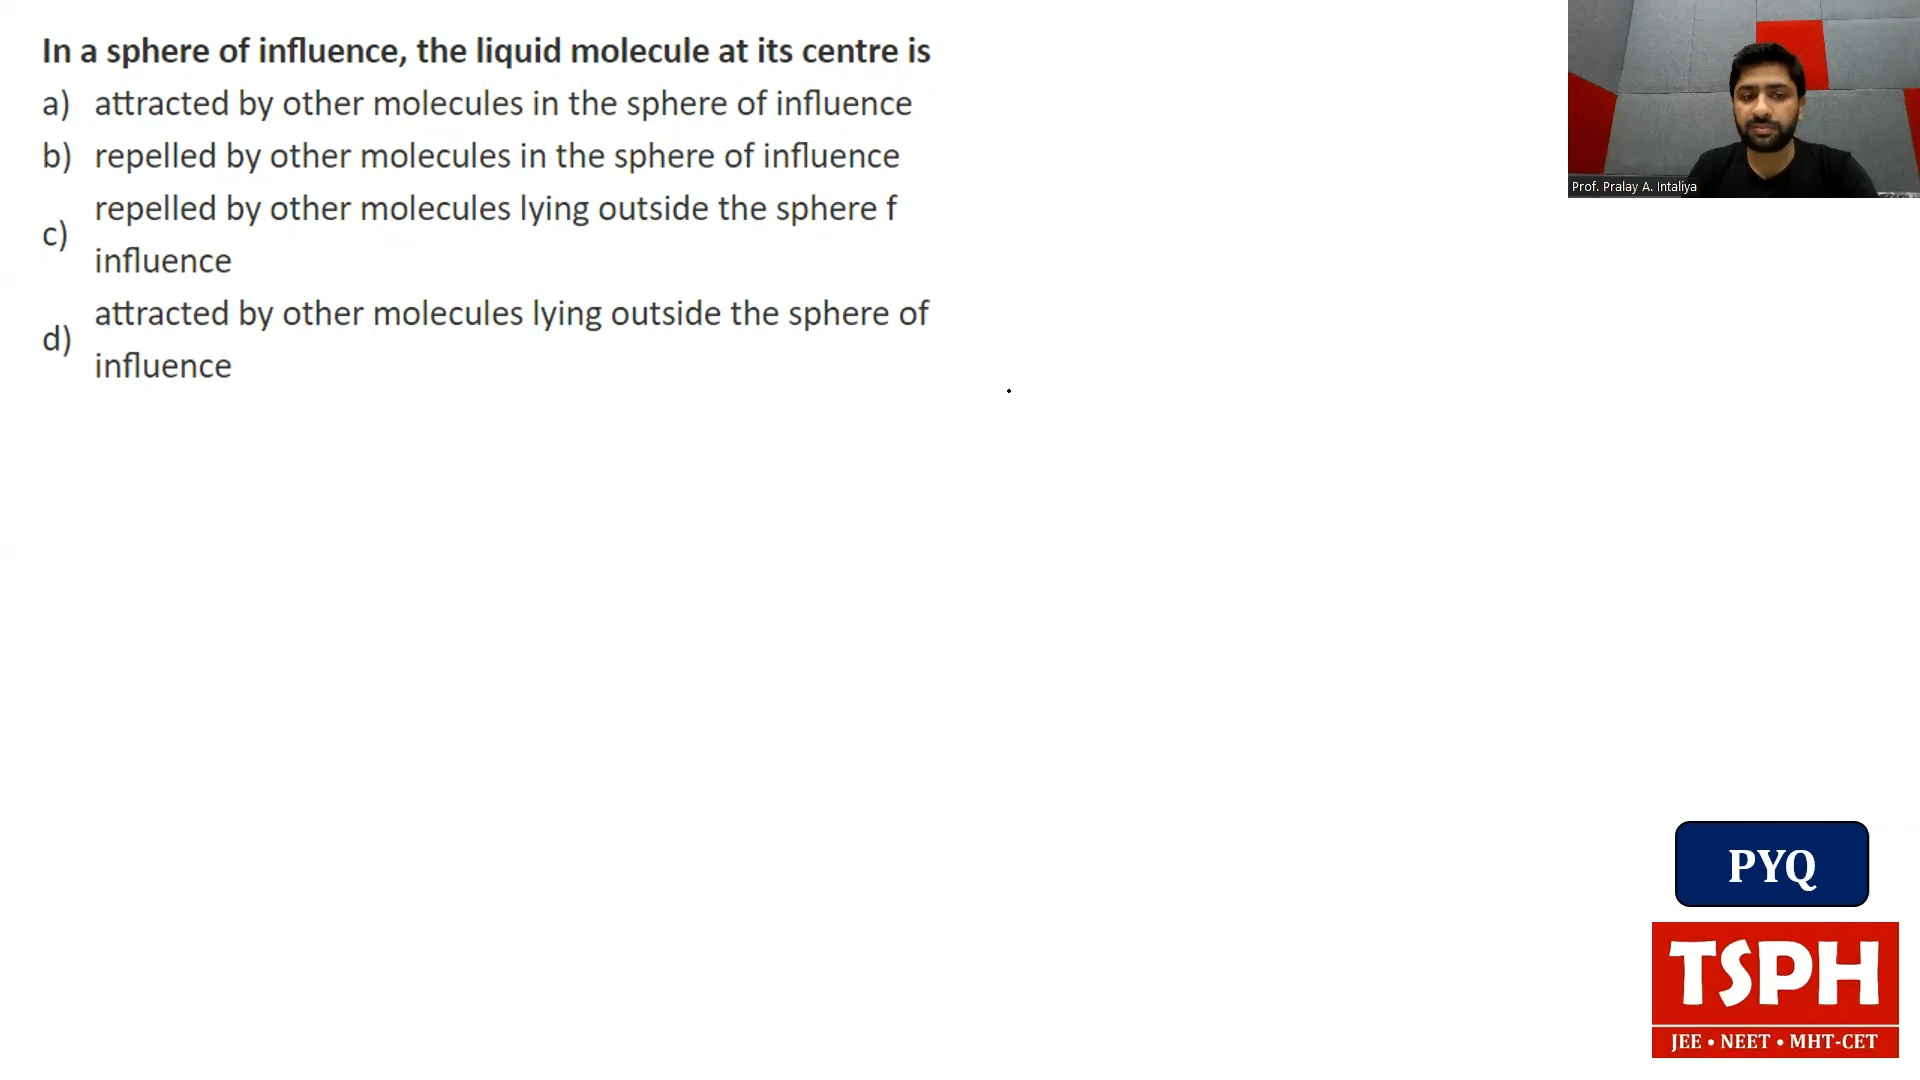 In a sphere of influence, the liquid molecule at its centre is
a) attracted by other molecules in the sphere of influence
b) repelled by other molecules in the sphere of influence
c) repelled by other molecules lying outside the sphere f
influence
d) attracted by other molecules lying outside the sphere of
influence
Prof. Pralay A. Intaliya
PYQ
TSPH
JEE • NEET • MHT-CET